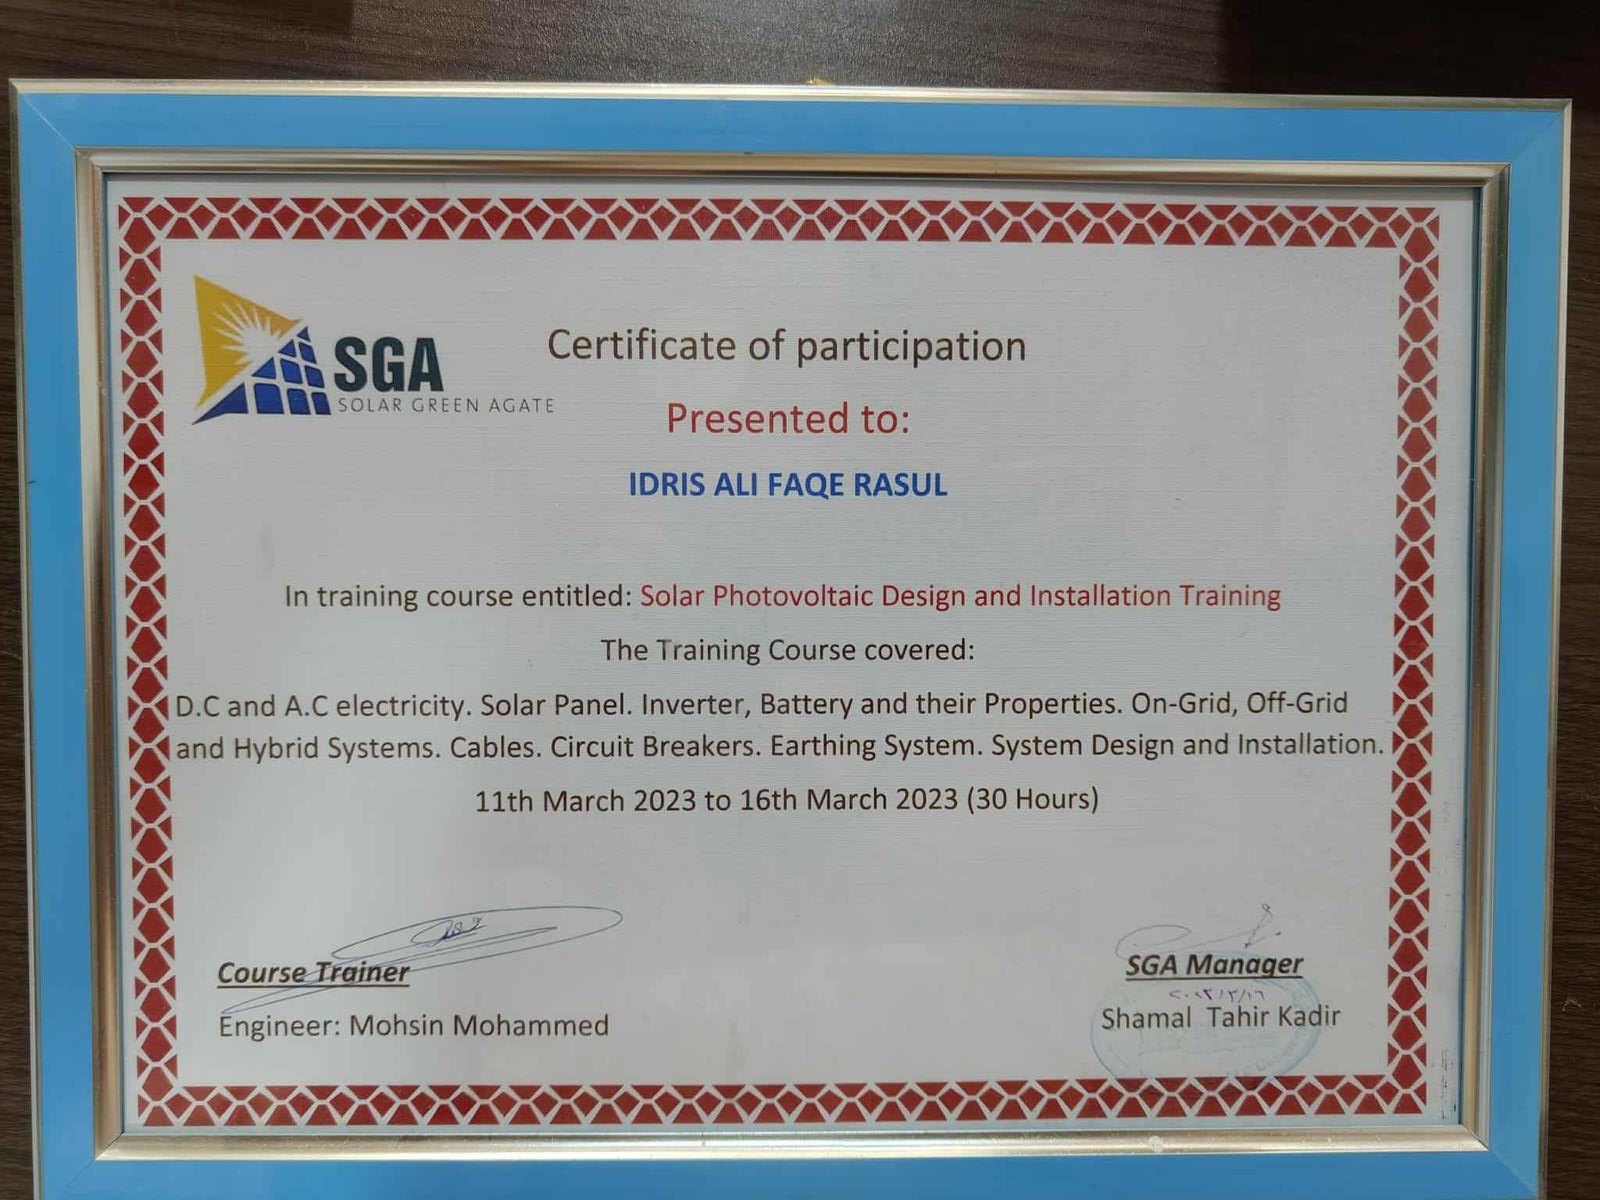 SGA
SOLAR GREEN AGATE
Certificate of participation
Presented to:
IDRIS ALI FAQE RASUL
In training course entitled: Solar Photovoltaic Design and Installation Training
The Training Course covered:
D.C and A.C electricity. Solar Panel. Inverter, Battery and their Properties. On-Grid, Off-Grid
and Hybrid Systems. Cables. Circuit Breakers. Earthing System. System Design and Installation.
11th March 2023 to 16th March 2023 (30 Hours)
Course Trainer
Engineer: Mohsin Mohammed
SGA Manager
٢٠٢٣/٣/١٦
Shamal Tahir Kadir